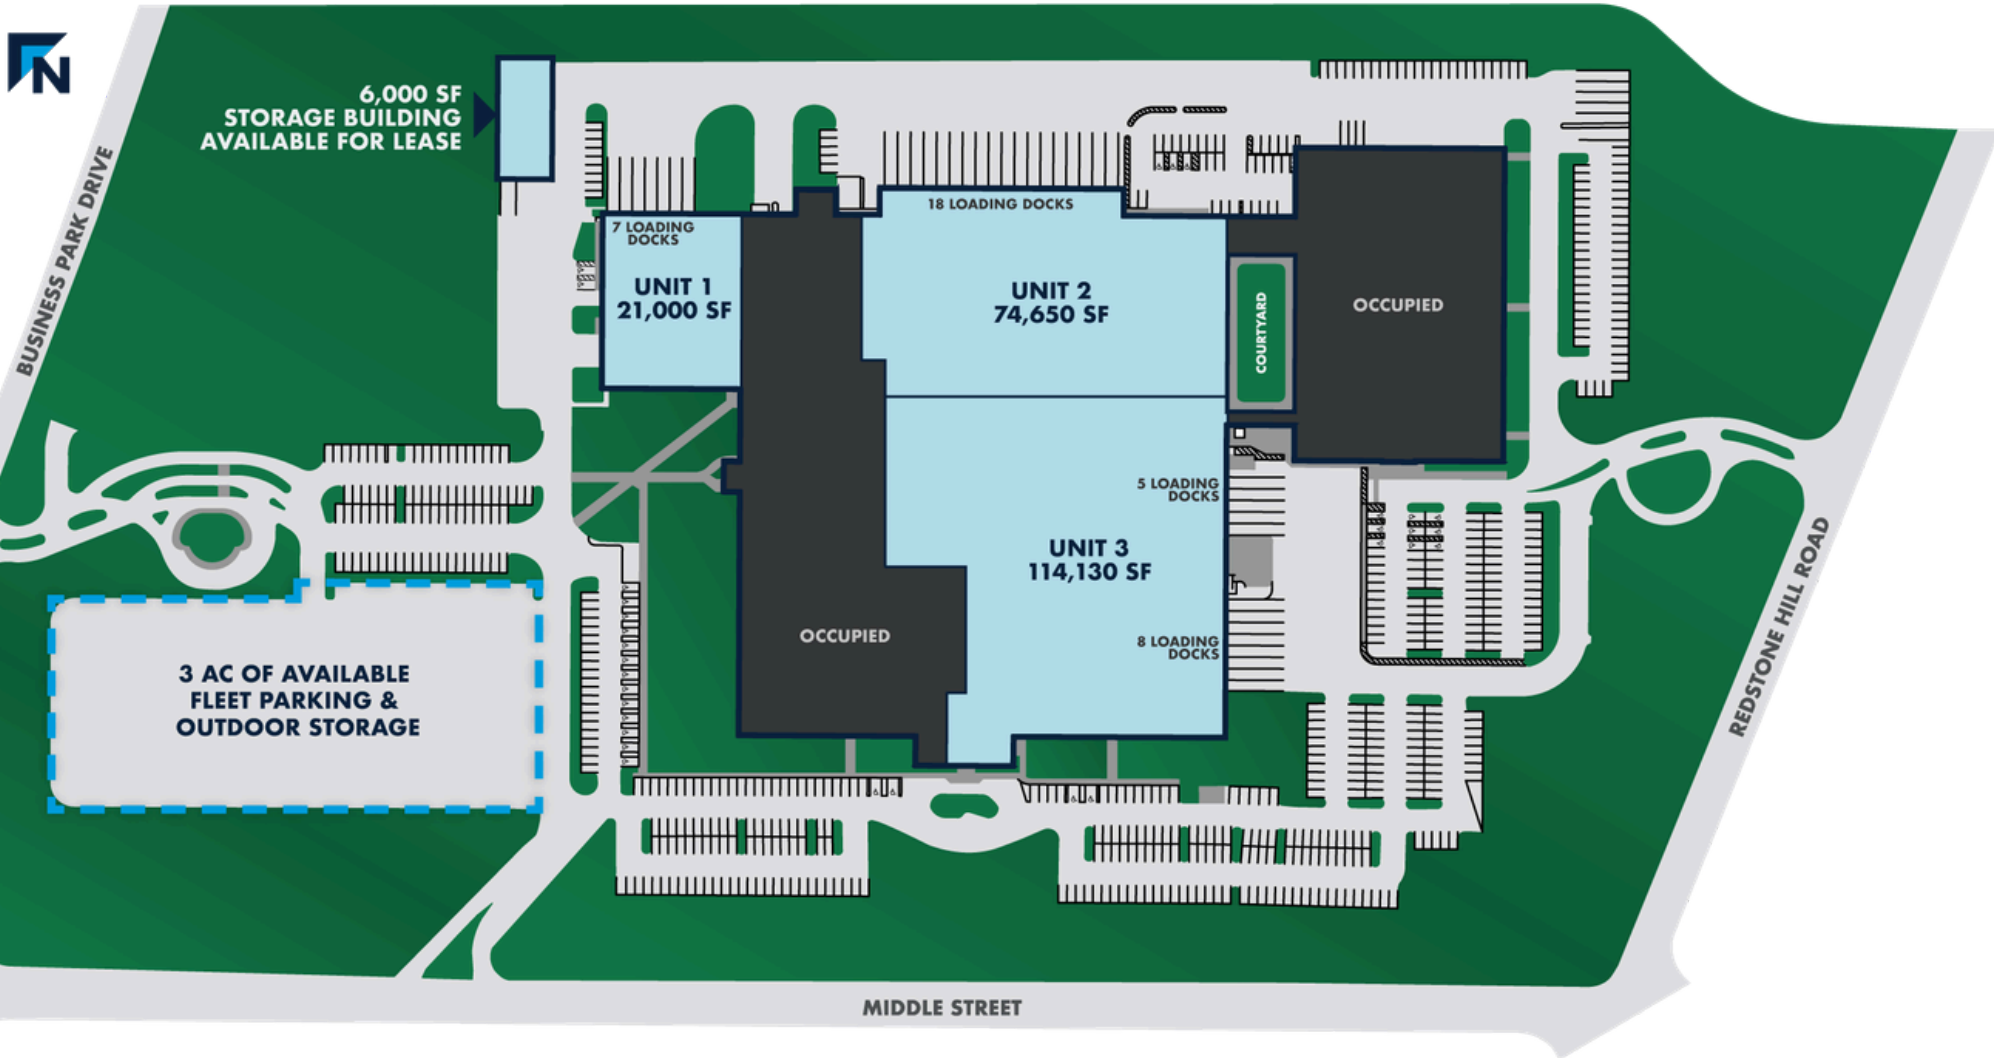 N
6,000 SF
STORAGE BUILDING
AVAILABLE FOR LEASE
BUSINESS PARK DRIVE
18 LOADING DOCKS
7 LOADING
DOCKS
UNIT 1
21,000 SF
UNIT 2
74,650 SF
COURTYARD
OCCUPIED
5 LOADING
DOCKS
UNIT 3
114,130 SF
OCCUPIED
8 LOADING
DOCKS
3 AC OF AVAILABLE
FLEET PARKING &
OUTDOOR STORAGE
REDSTONE HILL ROAD
MIDDLE STREET